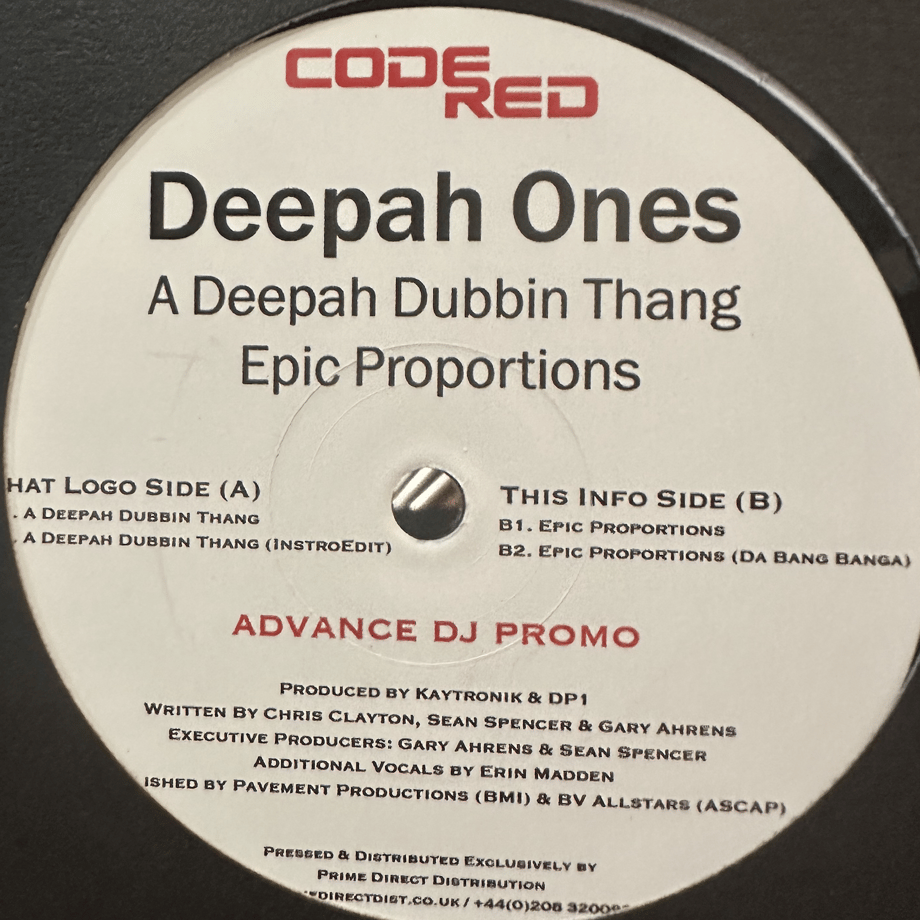 CODE
RED
Deepah Ones
A Deepah Dubbin Thang
Epic Proportions
HAT LOGO SIDE (A)
. A DEEPAH DUBBIN THANG
. A DEEPAH DUBBIN THANG (INSTROEDIT)
THIS INFO SIDE (B)
B1. EPIC PROPORTIONS
B2. EPIC PROPORTIONS (DA BANG BANGA)
ADVANCE DJ PROMO
PRODUCED BY KAYTRONIK & DP1
WRITTEN BY CHRIS CLAYTON, SEAN SPENCER & GARY AHRENS
EXECUTIVE PRODUCERS: GARY AHRENS & SEAN SPENCER
ADDITIONAL VOCALS BY ERIN MADDEN
ISHED BY PAVEMENT PRODUCTIONS (BMI) & BV ALLSTARS (ASCAP)
PRESSED & DISTRIBUTED EXCLUSIVELY BY
PRIME DIRECT DISTRIBUTION
EDIRECTDIST.CO.UK / +44(0)208